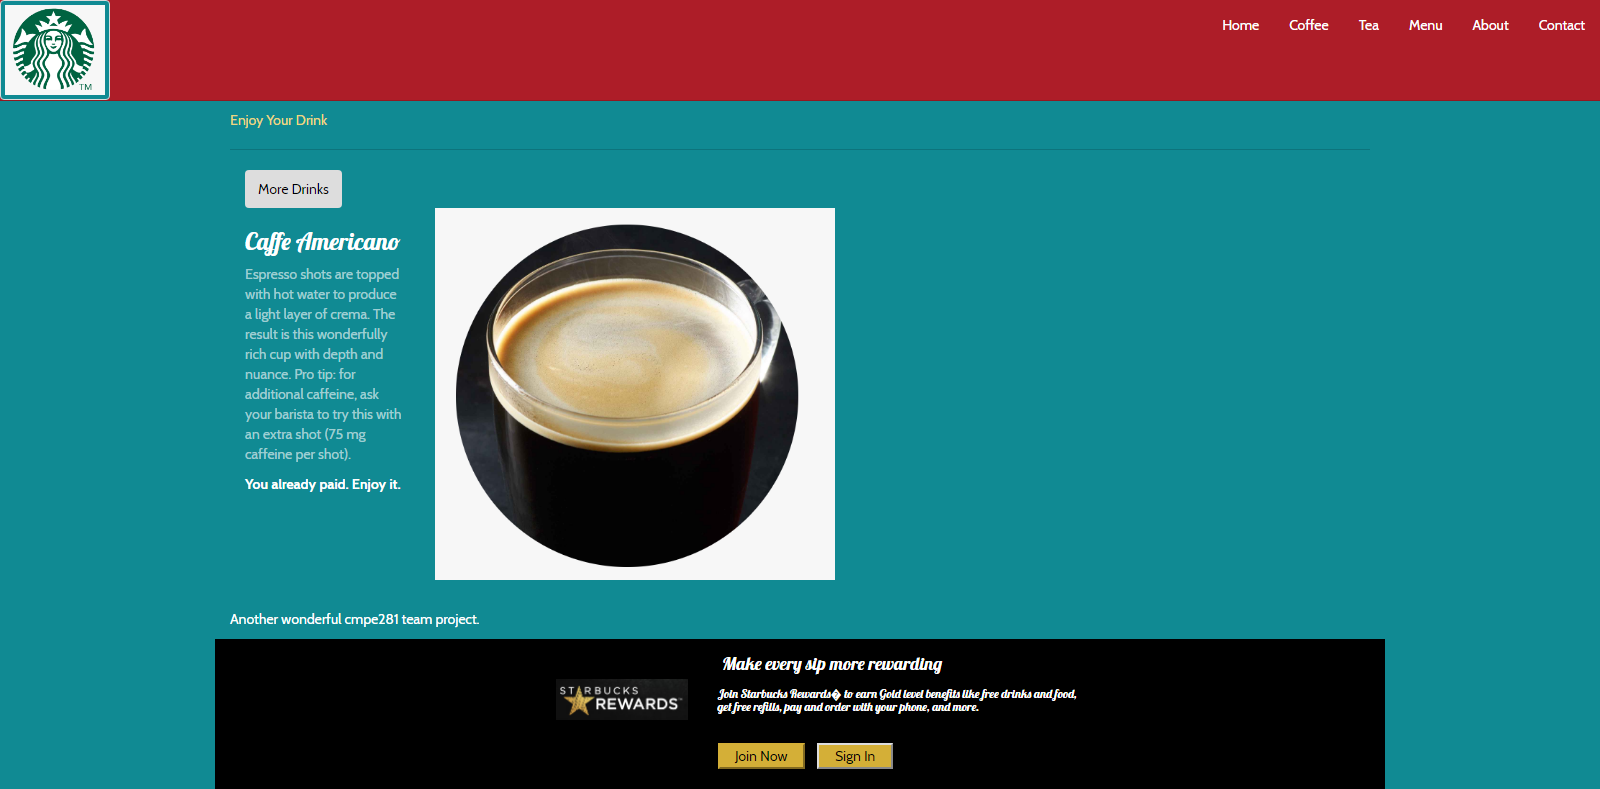 TM
Home Coffee Tea Menu About Contact
Enjoy Your Drink
More Drinks
Caffe Americano
Espresso shots are topped
with hot water to produce
a light layer of crema. The
result is this wonderfully
rich cup with depth and
nuance. Pro tip: for
additional caffeine, ask
your barista to try this with
an extra shot (75 mg
caffeine per shot).
You already paid. Enjoy it.
Another wonderful cmpe281 team project.
Make every sip more rewarding
STARBUCKS
REWARDS™
Join Starbucks Rewards� to earn Gold level benefits like free drinks and food,
get free refills, pay and order with your phone, and more.
Join Now Sign In